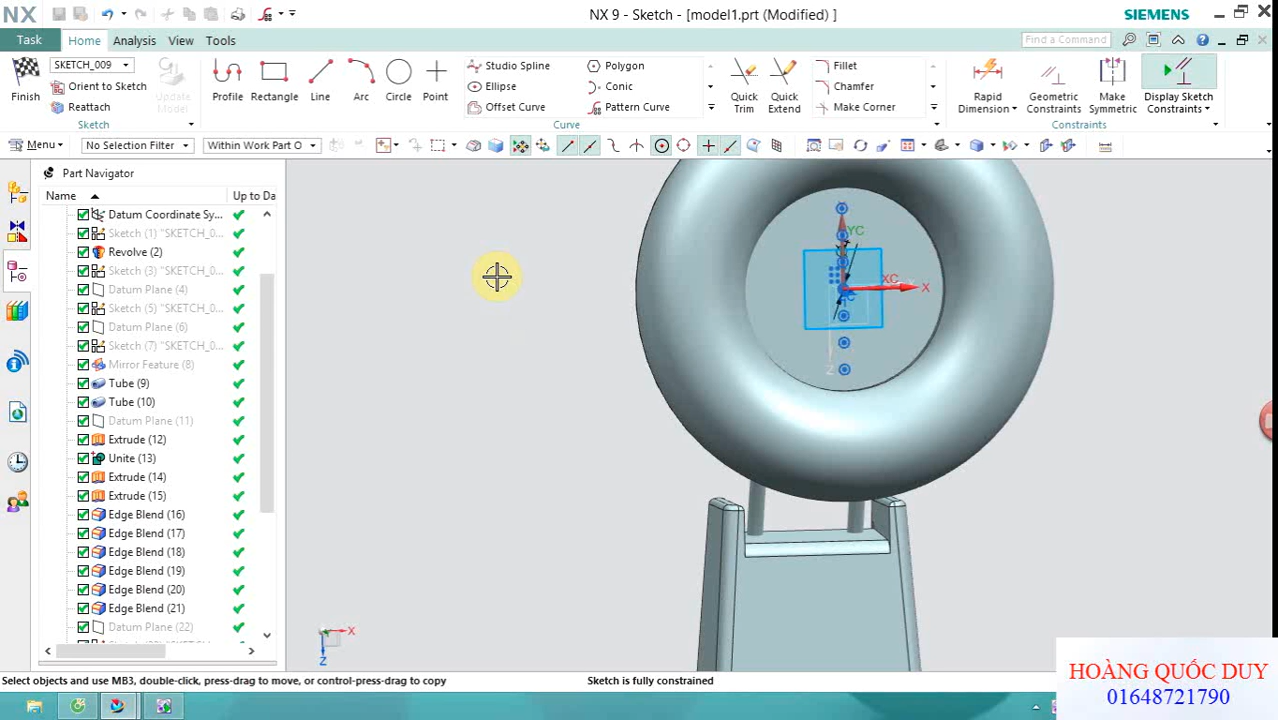 NX
NX 9 - Sketch - [model1.prt (Modified) ]
SIEMENS
Task
Home
Analysis
View
Tools
Find a Command
Finish
SKETCH_009
Orient to Sketch
Reattach
Update Model
Sketch
Profile
Rectangle
Line
Arc
Circle
Point
Studio Spline
Ellipse
Offset Curve
Polygon
Conic
Pattern Curve
Quick Trim
Quick Extend
Fillet
Chamfer
Make Corner
Curve
Rapid Dimension
Geometric Constraints
Make Symmetric
Display Sketch Constraints
Constraints
Menu
No Selection Filter
Within Work Part O
Part Navigator
Name
Up to Da
Datum Coordinate Sy...
Sketch (1) "SKETCH_0...
Revolve (2)
Sketch (3) "SKETCH_0...
Datum Plane (4)
Sketch (5) "SKETCH_0...
Datum Plane (6)
Sketch (7) "SKETCH_0...
Mirror Feature (8)
Tube (9)
Tube (10)
Datum Plane (11)
Extrude (12)
Unite (13)
Extrude (14)
Extrude (15)
Edge Blend (16)
Edge Blend (17)
Edge Blend (18)
Edge Blend (19)
Edge Blend (20)
Edge Blend (21)
Datum Plane (22)
YC
XC
X
Z
X
Z
Select objects and use MB3, double-click, press-drag to move, or control-press-drag to copy
Sketch is fully constrained
HOÀNG QUỐC DUY
01648721790